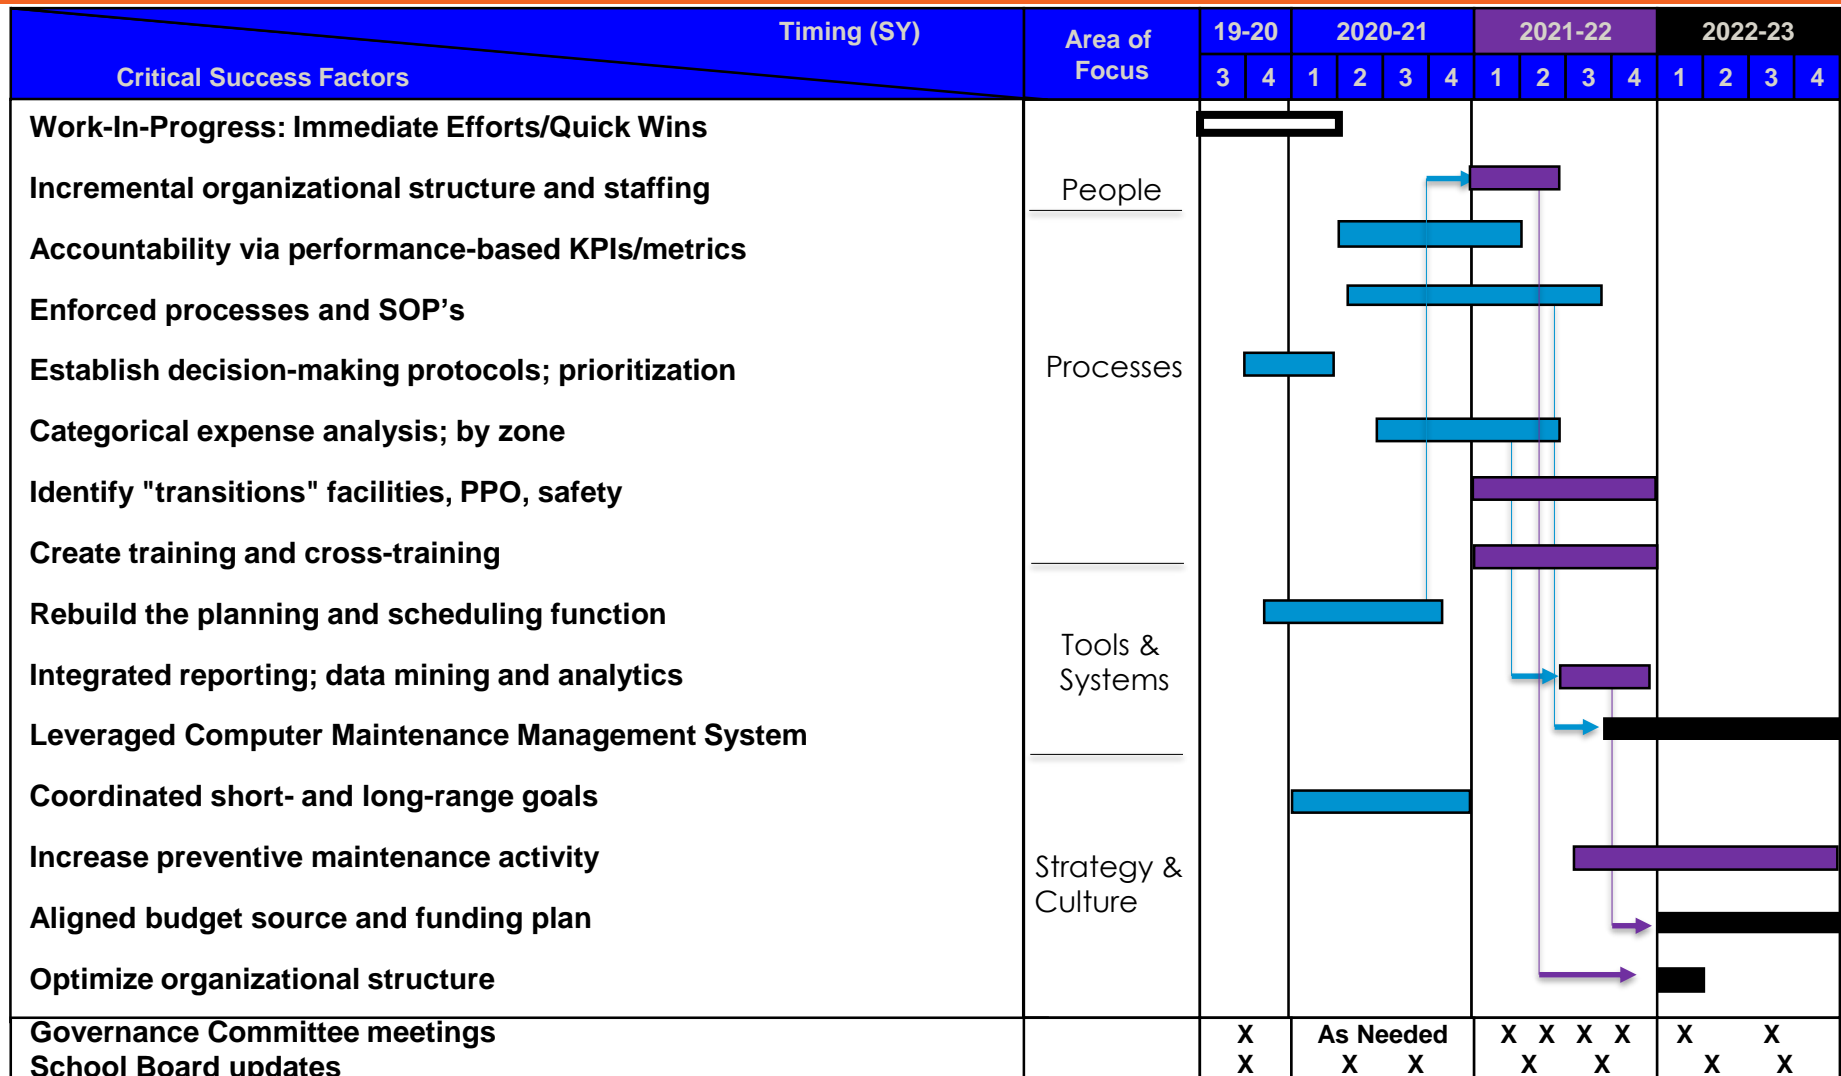 Timing (SY)
Critical Success Factors
Area of
Focus
19-20 2020-21 2021-22 2022-23
3 4 1 2 3 4 1 2 3 4 1 2 3 4
Work-In-Progress: Immediate Efforts/Quick Wins
Incremental organizational structure and staffing
People
Accountability via performance-based KPIs/metrics
Enforced processes and SOP's
Establish decision-making protocols; prioritization
Processes
Categorical expense analysis; by zone
Identify "transitions" facilities, PPO, safety
Create training and cross-training
Rebuild the planning and scheduling function
Tools &
Systems
Integrated reporting; data mining and analytics
Leveraged Computer Maintenance Management System
Coordinated short- and long-range goals
Increase preventive maintenance activity
Strategy &
Culture
Aligned budget source and funding plan
Optimize organizational structure
Governance Committee meetings X As Needed X X X X X X
School Board updates X X X X X X X